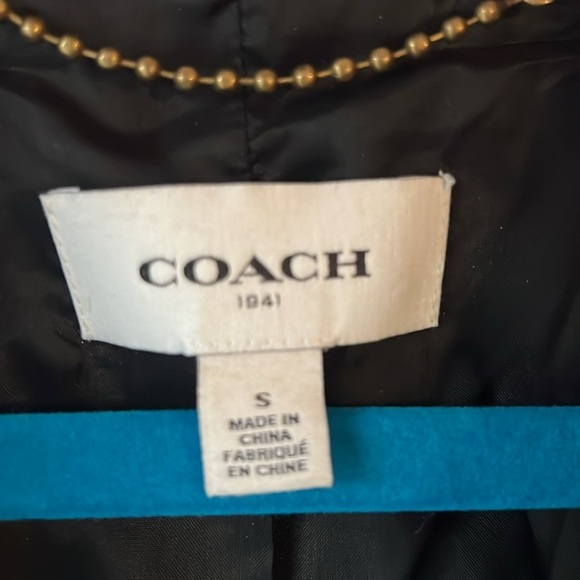 COACH
1941
S
MADE IN
CHINA
FABRIQUÉ
EN CHINE